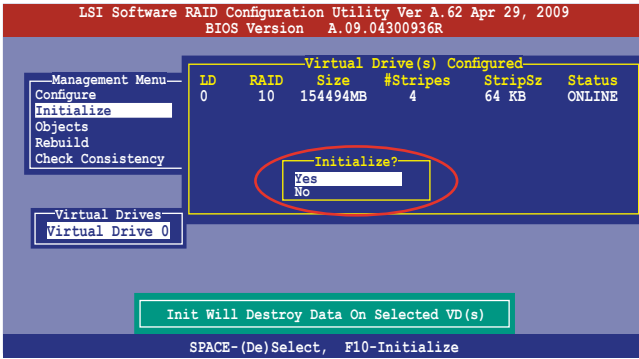 LSI Software RAID Configuration Utility Ver A.62 Apr 29, 2009
BIOS Version A.09.04300936R
Virtual Drive(s) Configured
LD RAID Size #Stripes StripSz Status
0 10 154494MB 4 64 KB ONLINE
Management Menu
Configure
Initialize
Objects
Rebuild
Check Consistency
Initialize?
Yes
No
Virtual Drives
Virtual Drive 0
Init Will Destroy Data On Selected VD(s)
SPACE-(De)Select, F10-Initialize